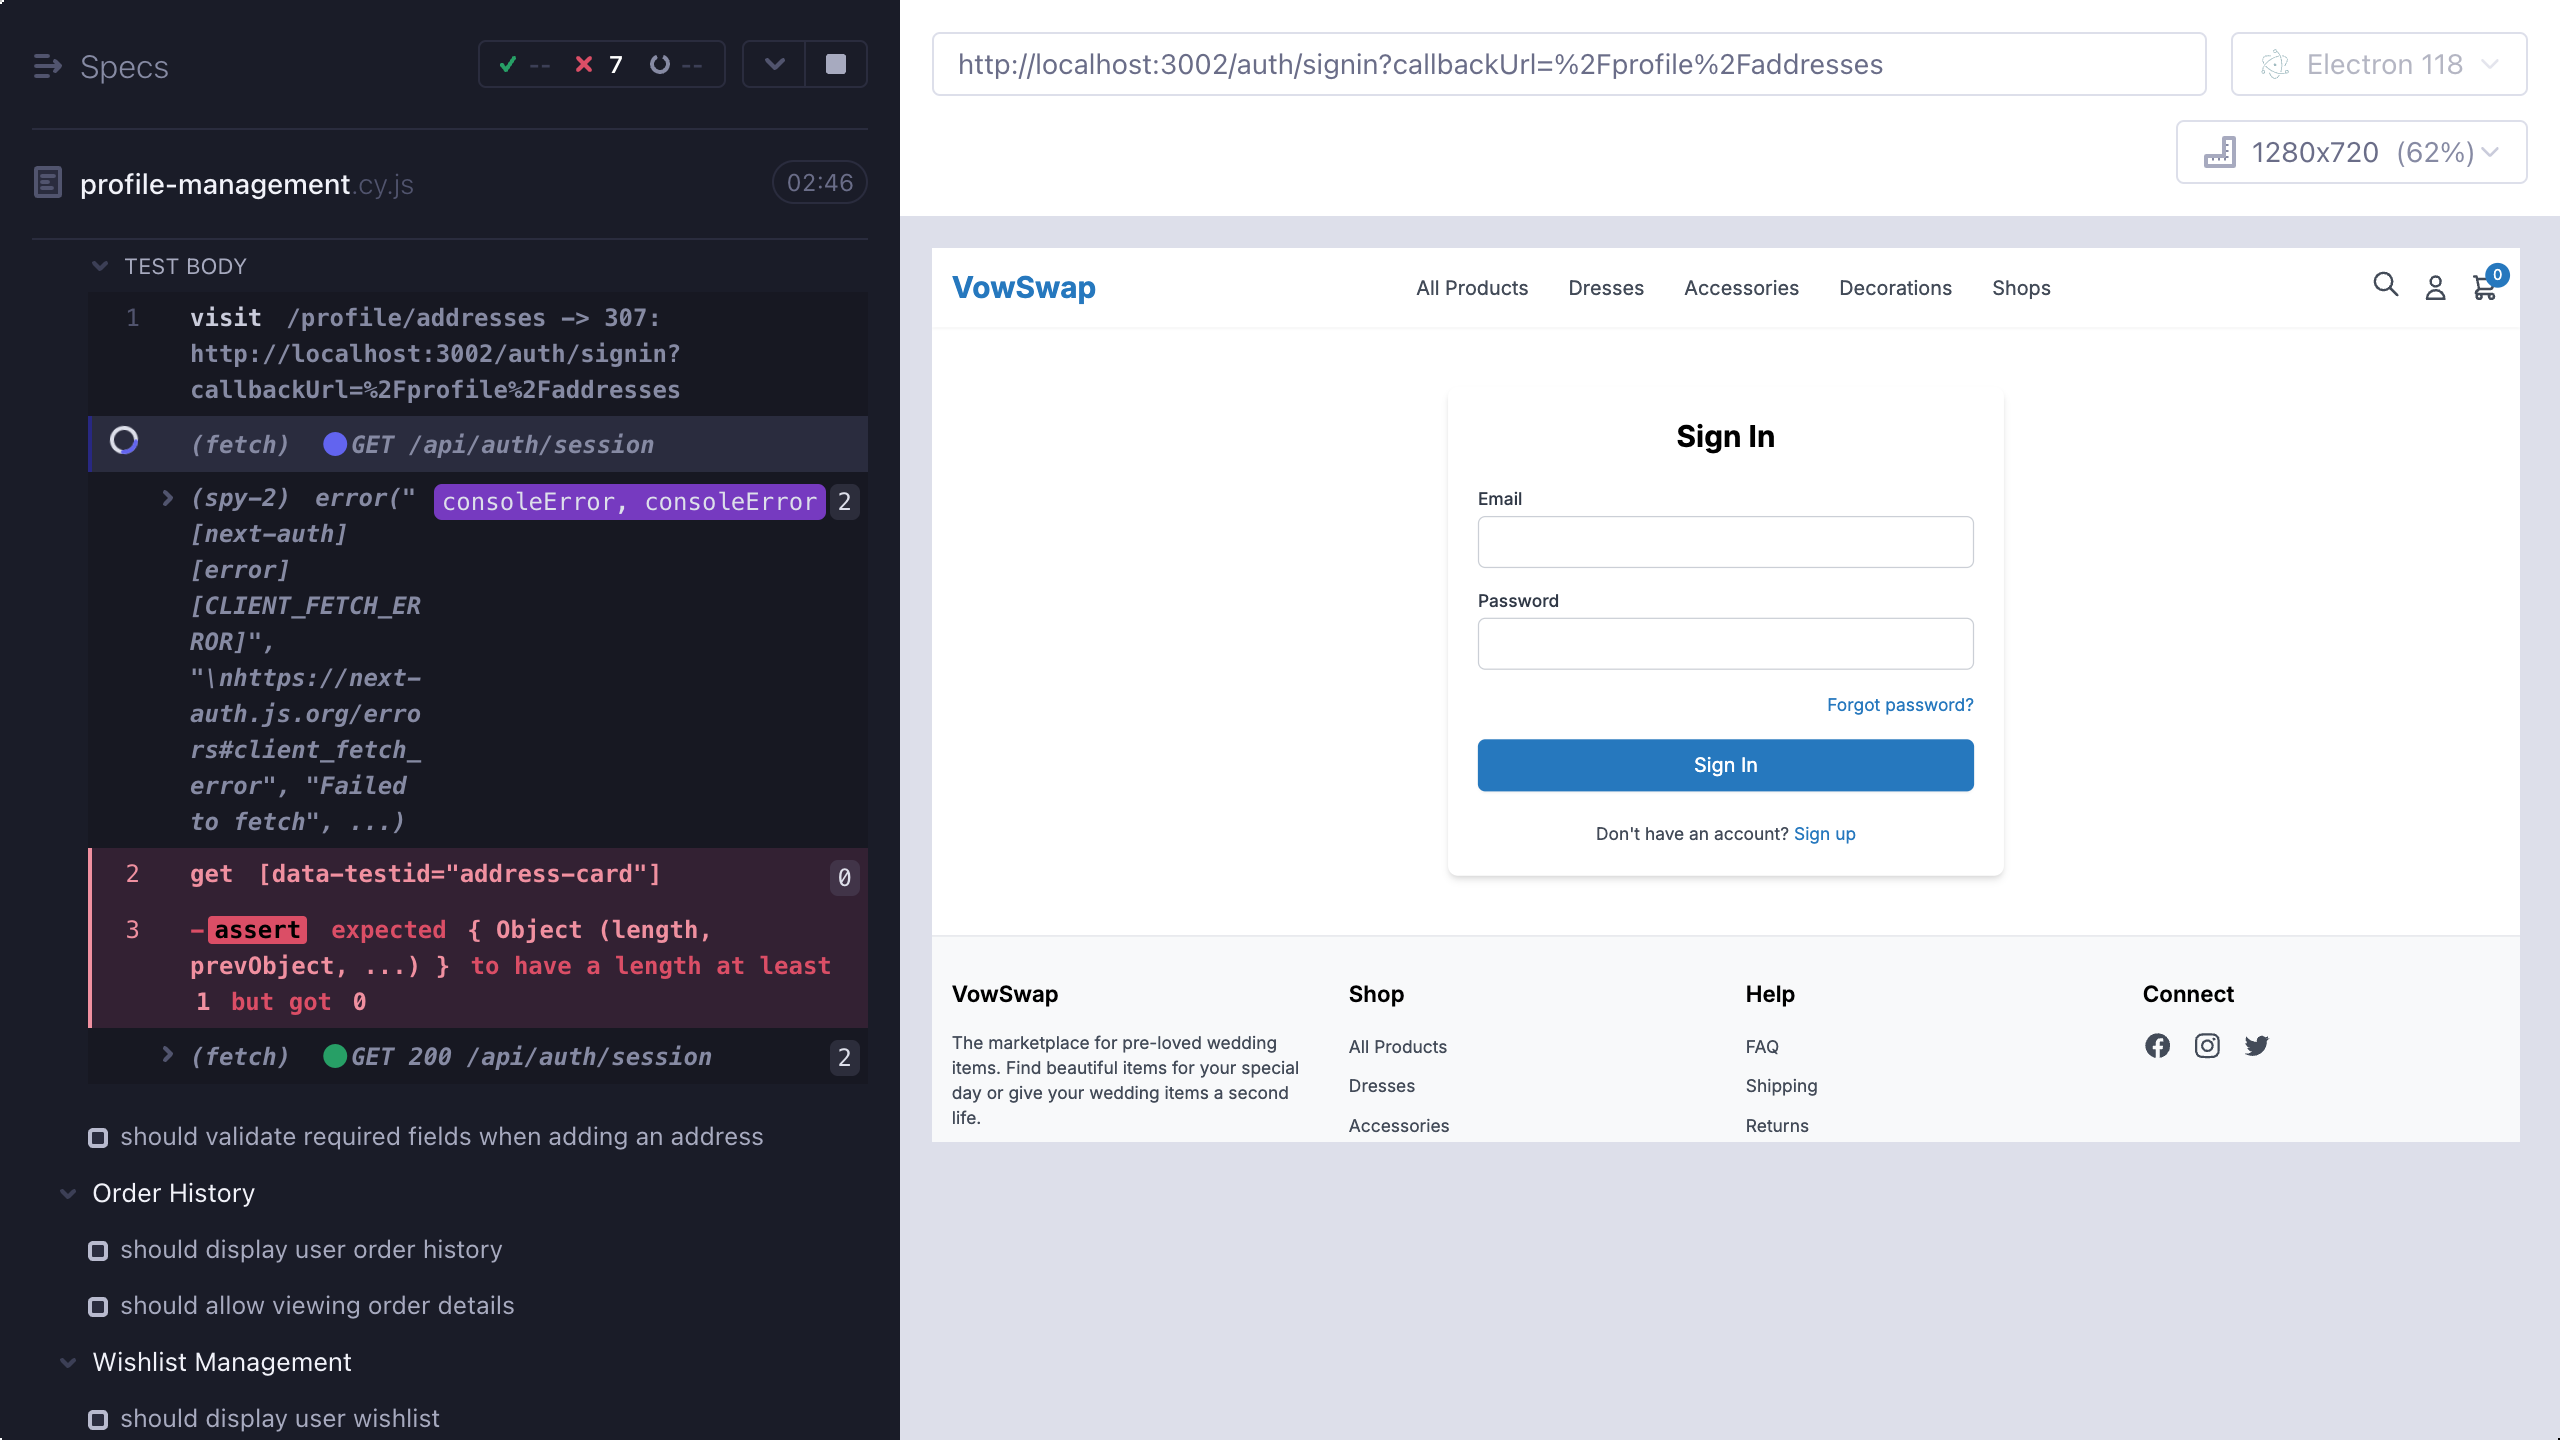 Specs
--
7
--
profile-management.cy.js
02:46
TEST BODY
1 visit /profile/addresses -> 307:
http://localhost:3002/auth/signin?
callbackUrl=%2Fprofile%2Faddresses
(fetch) GET /api/auth/session
(spy-2) error(" consoleError, consoleError 2
[next-auth]
[error]
[CLIENT_FETCH_ER
ROR]",
"\nhttps://next-
auth.js.org/erro
rs#client_fetch_
error", "Failed
to fetch", ...)
2 get [data-testid="address-card"] 0
3 -assert expected { Object (length,
prevObject, ...) } to have a length at least
1 but got 0
(fetch) GET 200 /api/auth/session 2
should validate required fields when adding an address
Order History
should display user order history
should allow viewing order details
Wishlist Management
should display user wishlist
http://localhost:3002/auth/signin?callbackUrl=%2Fprofile%2Faddresses
Electron 118
1280x720 (62%)
VowSwap
All Products
Dresses
Accessories
Decorations
Shops
0
Sign In
Email
Password
Forgot password?
Sign In
Don't have an account? Sign up
VowSwap
The marketplace for pre-loved wedding
items. Find beautiful items for your special
day or give your wedding items a second
life.
Shop
All Products
Dresses
Accessories
Help
FAQ
Shipping
Returns
Connect